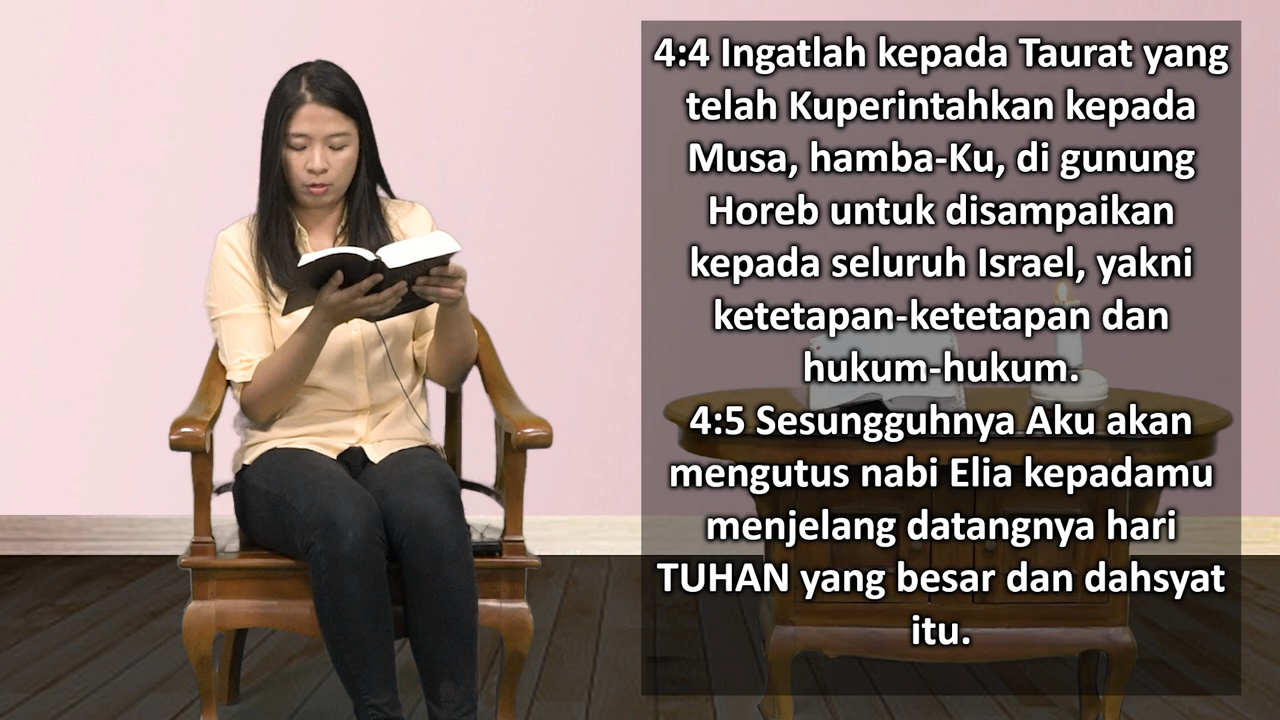 4:4 Ingatlah kepada Taurat yang
telah Kuperintahkan kepada
Musa, hamba-Ku, di gunung
Horeb untuk disampaikan
kepada seluruh Israel, yakni
ketetapan-ketetapan dan
hukum-hukum.
4:5 Sesungguhnya Aku akan
mengutus nabi Elia kepadamu
menjelang datangnya hari
TUHAN yang besar dan dahsyat
itu.